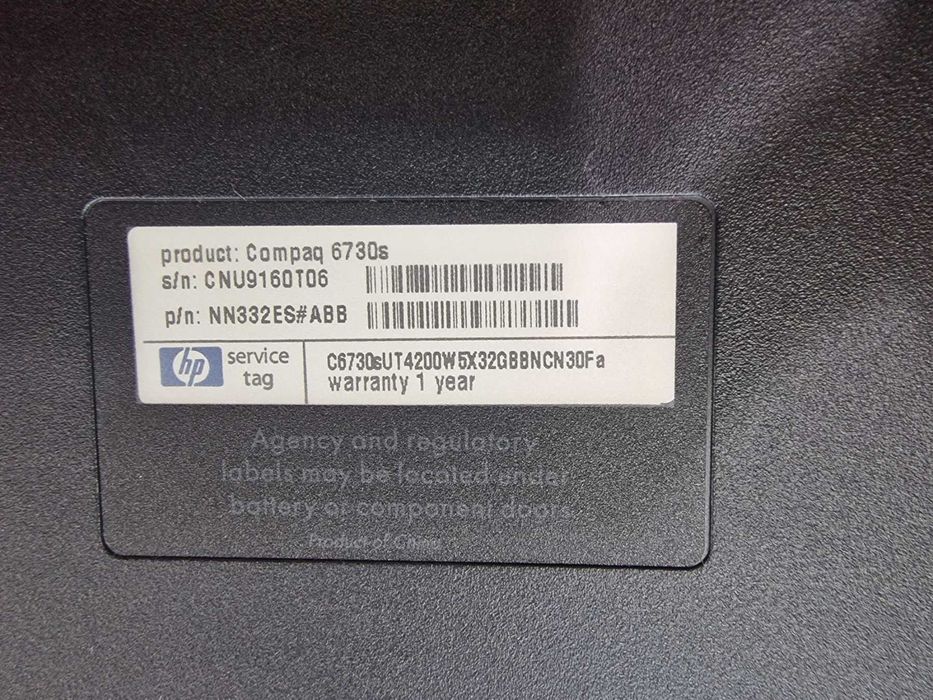 product: Compaq 6730s
s/n: CNU9160T06
p/n: NN332ES#ABB
hp service
tag
C6730sUT4200W5X32GBBNCN30Fa
warranty 1 year
Agency and regulatory
labels may be located under
battery or component doors.
Product of China